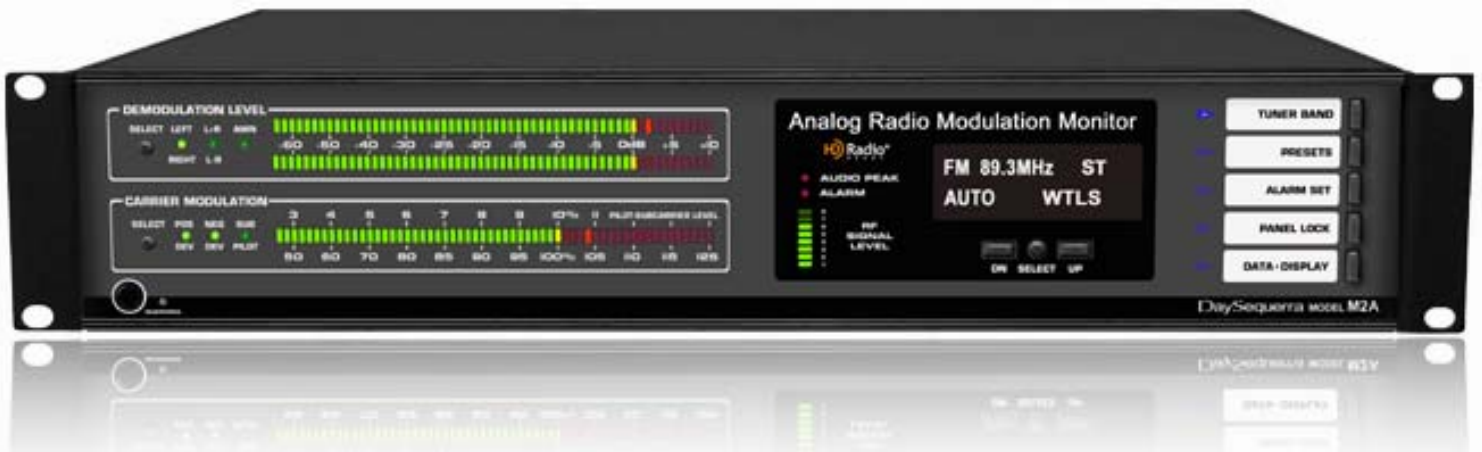 DEMODULATION LEVEL
SELECT LEFT L+R AM/N
-60 -50 -40 -30 -25 -20 -15 -10 -5 0dB +5 +10
RIGHT L-R
CARRIER MODULATION
3 4 5 6 7 8 9 10% 11 PILOT-SUBCARRIER LEVEL
SELECT POS NEG SUB
DEV DEV PILOT
50 60 70 80 85 90 95 100% 105 110 115 125
Analog Radio Modulation Monitor
HD Radio
AUDIO PEAK
ALARM
RF
SIGNAL
LEVEL
FM 89.3MHz ST
AUTO WTLS
DN SELECT UP
TUNER BAND
PRESETS
ALARM SET
PANEL LOCK
DATA-DISPLAY
DaySequerra MODEL M2A